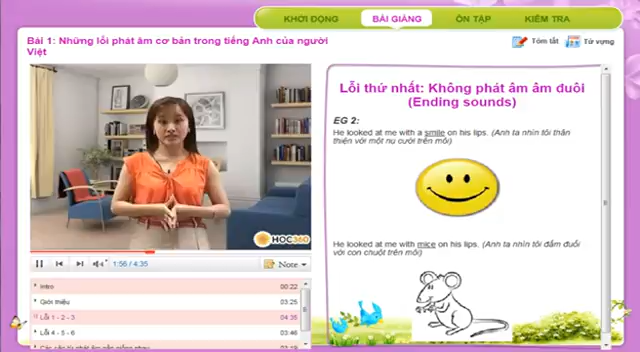 KHỞI ĐỘNG
BÀI GIẢNG
ÔN TẬP
KIỂM TRA
Bài 1: Những lỗi phát âm cơ bản trong tiếng Anh của người
Việt
Tóm tắt
Từ vựng
HOC360
1:56 / 4:35
Note
Intro 00:22
Giới thiệu 03:25
Lỗi 1 - 2 - 3 04:35
Lỗi 4 - 5 - 6 03:46
Lỗi thứ nhất: Không phát âm âm đuôi
(Ending sounds)
EG 2:
He looked at me with a smile on his lips. (Anh ta nhìn tôi thân
thiện với một nụ cười trên môi)
He looked at me with mice on his lips. (Anh ta nhìn tôi đắm đuối
với con chuột trên môi)